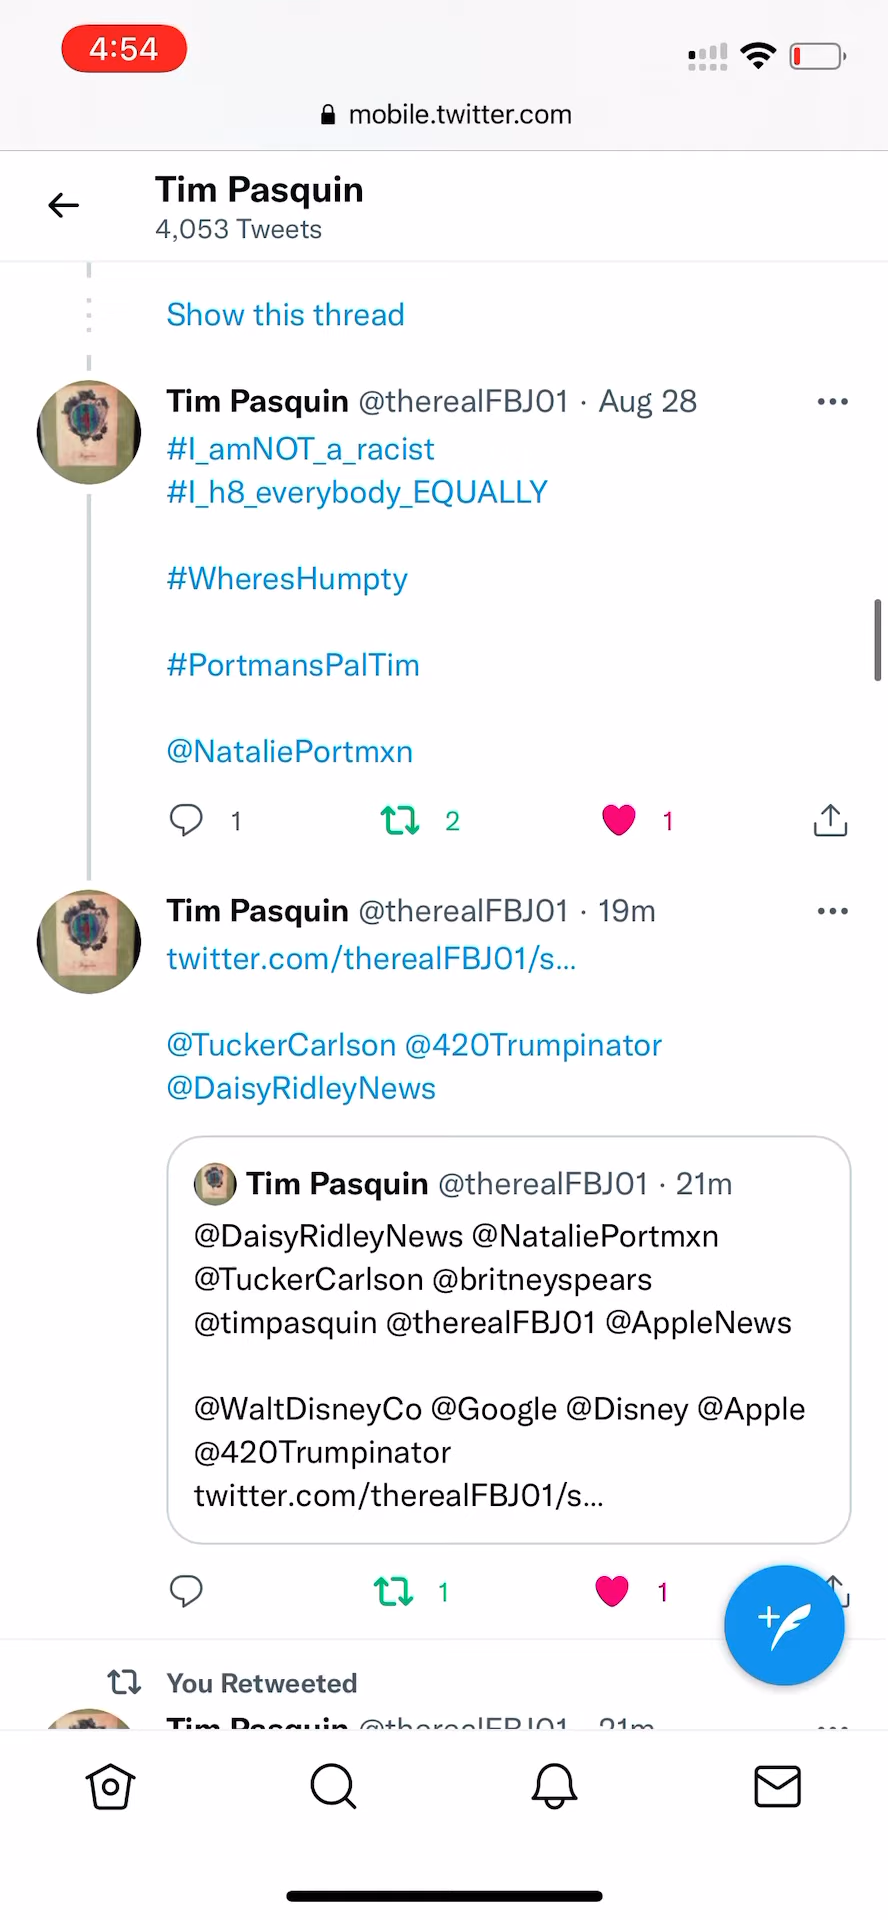 4:54
mobile.twitter.com
Tim Pasquin
4,053 Tweets
Show this thread
Tim Pasquin @therealFBJ01 · Aug 28
#I_amNOT_a_racist
#I_h8_everybody_EQUALLY
#WheresHumpty
#PortmansPalTim
@NataliePortmxn
1 2 1
Tim Pasquin @therealFBJ01 · 19m
twitter.com/therealFBJ01/s...
@TuckerCarlson @420Trumpinator
@DaisyRidleyNews
Tim Pasquin @therealFBJ01 · 21m
@DaisyRidleyNews @NataliePortmxn
@TuckerCarlson @britneyspears
@timpasquin @therealFBJ01 @AppleNews
@WaltDisneyCo @Google @Disney @Apple
@420Trumpinator
twitter.com/therealFBJ01/s...
1 1
You Retweeted
Tim Pasquin @therealFBJ01 · 21m